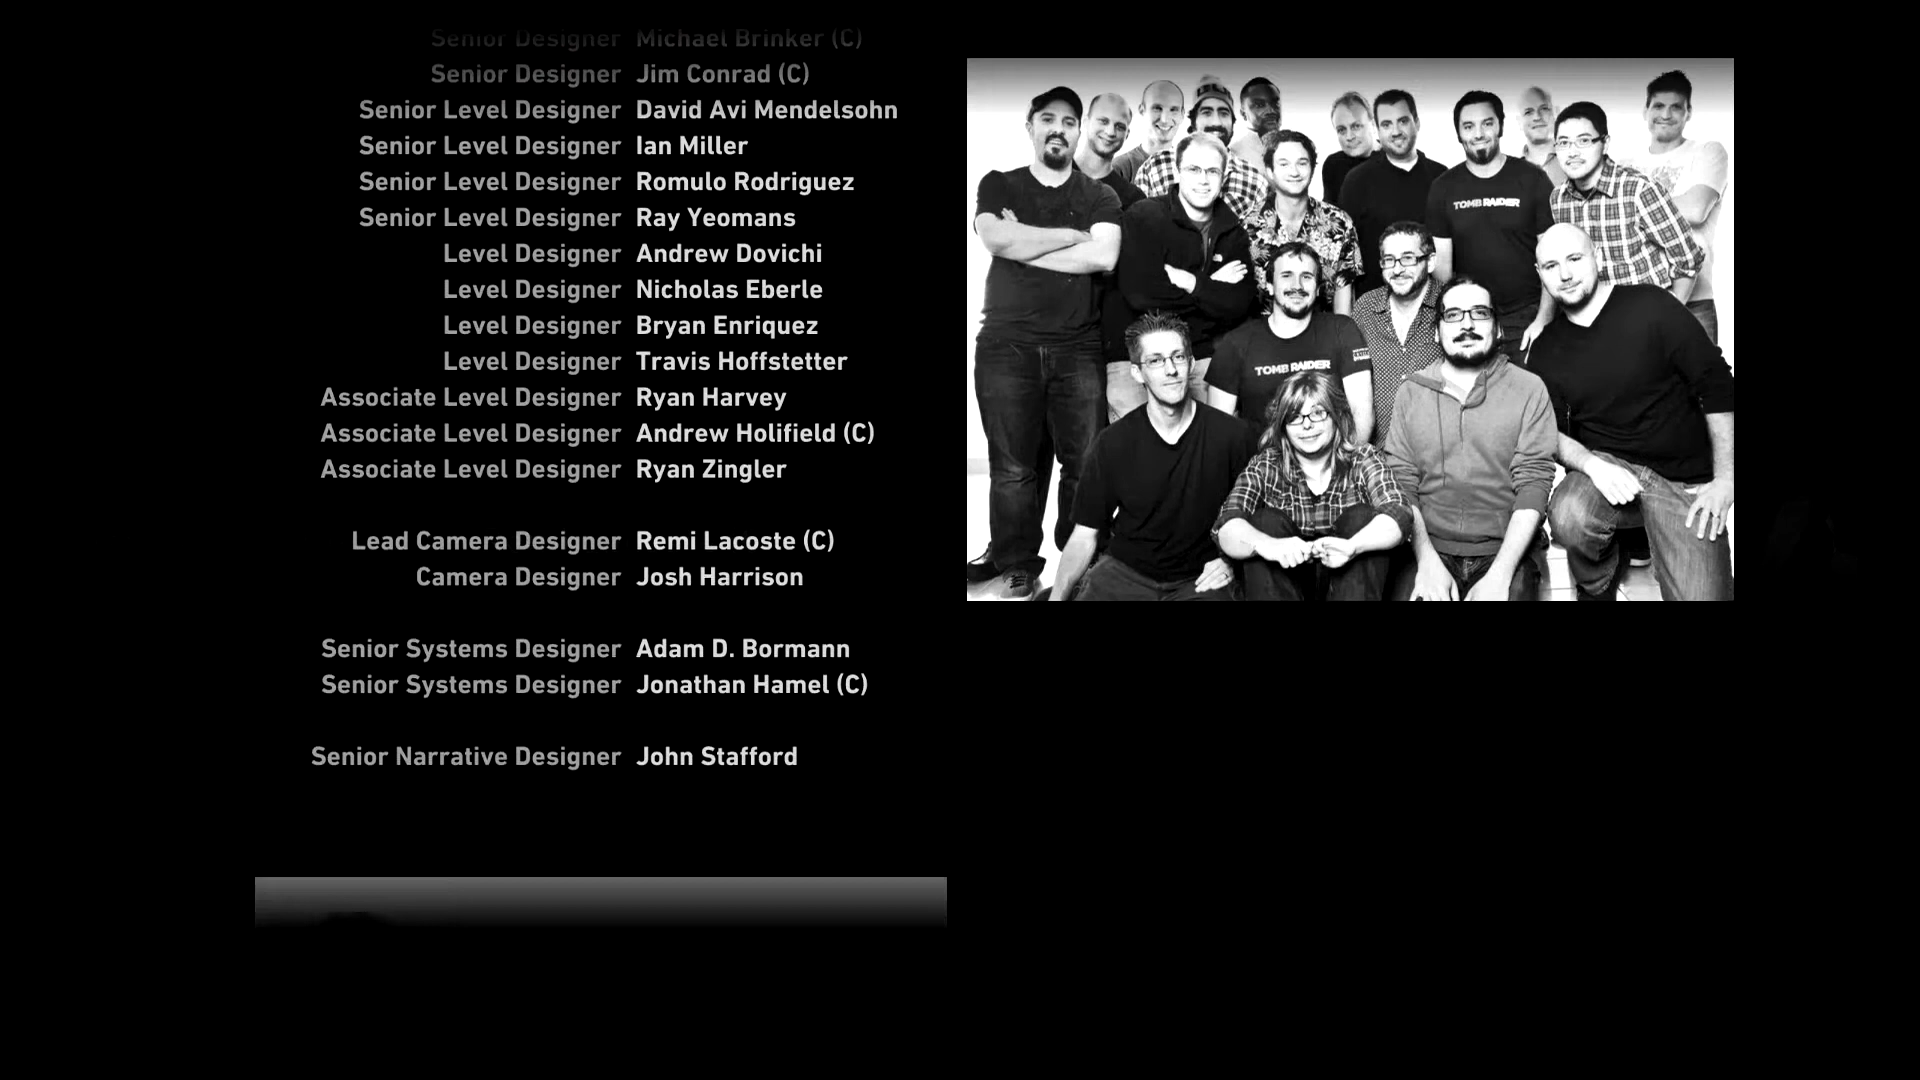 Senior Designer Michael Brinker (C)
Senior Designer Jim Conrad (C)
Senior Level Designer David Avi Mendelsohn
Senior Level Designer Ian Miller
Senior Level Designer Romulo Rodriguez
Senior Level Designer Ray Yeomans
Level Designer Andrew Dovichi
Level Designer Nicholas Eberle
Level Designer Bryan Enriquez
Level Designer Travis Hoffstetter
Associate Level Designer Ryan Harvey
Associate Level Designer Andrew Holifield (C)
Associate Level Designer Ryan Zingler
Lead Camera Designer Remi Lacoste (C)
Camera Designer Josh Harrison
Senior Systems Designer Adam D. Bormann
Senior Systems Designer Jonathan Hamel (C)
Senior Narrative Designer John Stafford
TOMB RAIDER
TOMB RAIDER